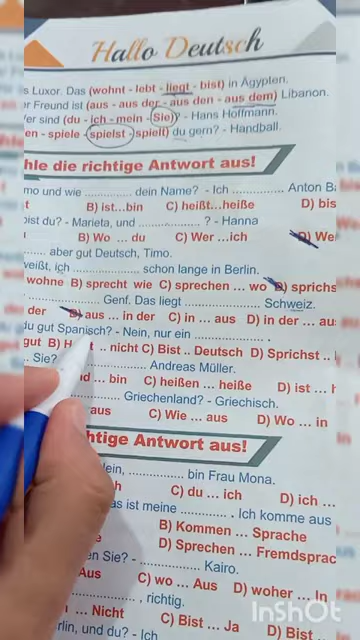 Hallo Deutsch
s Luxor. Das (wohnt - lebt - liegt - bist) in Ägypten.
r Freund ist (aus - aus der - aus den - aus dem) Libanon.
er sind (du - ich - mein - Sie)? - Hans Hoffmann.
en - spiele - spielst - spielt) du gern? - Handball.
hle die richtige Antwort aus!
mo und wie ............ dein Name? - Ich ............ Anton Ba
t B) ist...bin C) heißt...heiße D) bis
bist du? - Marieta, und ............ ? - Hanna
B) Wo ... du C) Wer ...ich D) We
............ aber gut Deutsch, Timo.
weißt, ich ............ schon lange in Berlin.
wohne B) sprecht wie C) sprechen ... wo D) sprichs
............ Genf. Das liegt ............ Schweiz.
der B) aus ... in der C) in ... aus D) in der ... aus
du gut Spanisch? - Nein, nur ein ............ .
gut B) .. nicht C) Bist .. Deutsch D) Sprichst ..
.. Sie? Andreas Müller.
d ... bin C) heißen ... heiße D) ist ... h
............ Griechenland? - Griechisch.
aus C) Wie ... aus D) Wo ... in
htige Antwort aus!
lein, ............ bin Frau Mona.
h C) du ... ich D) ich ...
as ist meine ............ . Ich komme aus
B) Kommen ... Sprache
e D) Sprechen ... Fremdsprac
en Sie? - ............ Kairo.
Aus C) wo ... Aus D) woher ... In
............ , richtig.
... Nicht C) Bist ... Ja D) Bist...
rlin, und du? - Ich
InShOt